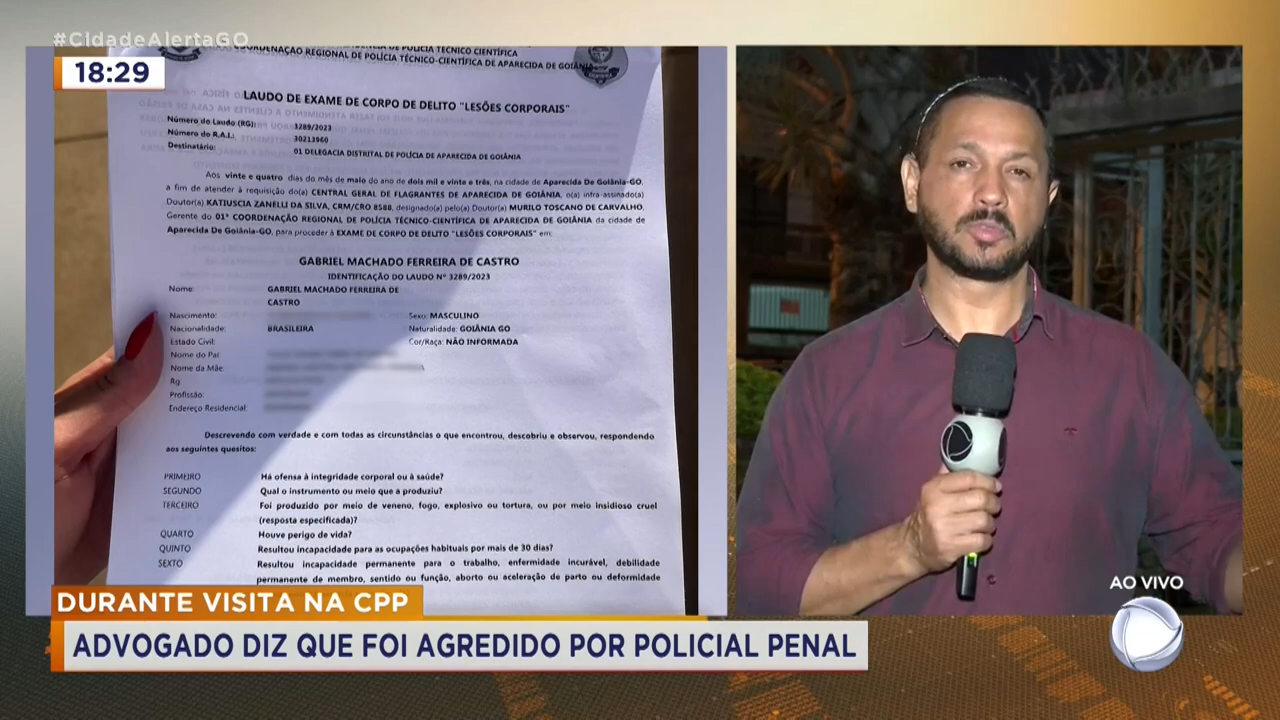 #CidadeAlertaGO
18:29
COORDENAÇÃO REGIONAL DE POLÍCIA TÉCNICO-CIENTÍFICA DE APARECIDA DE GOIÂNIA
LAUDO DE EXAME DE CORPO DE DELITO "LESÕES CORPORAIS"
Número do Laudo (RG): 3289/2023
Número do R.A.I.: 30213960
Destinatário: 01 DELEGACIA DISTRITAL DE POLÍCIA DE APARECIDA DE GOIÂNIA
Aos vinte e quatro dias do mês de maio do ano de dois mil e vinte e três, na cidade de Aparecida De Goiânia-GO,
a fim de atender à requisição do(a) CENTRAL GERAL DE FLAGRANTES DE APARECIDA DE GOIÂNIA, o(a) infra assinado(a)
Doutor(a) KATIUSCIA ZANELLI DA SILVA, CRM/CRO 8588, designado(a) pelo(a) Doutor(a) MURILO TOSCANO DE CARVALHO,
Gerente do 01ª COORDENAÇÃO REGIONAL DE POLÍCIA TÉCNICO-CIENTÍFICA DE APARECIDA DE GOIÂNIA da cidade de
Aparecida De Goiânia-GO, para proceder à EXAME DE CORPO DE DELITO "LESÕES CORPORAIS" em:
GABRIEL MACHADO FERREIRA DE CASTRO
IDENTIFICAÇÃO DO LAUDO Nº 3289/2023
Nome: GABRIEL MACHADO FERREIRA DE
CASTRO
Nascimento: Sexo: MASCULINO
Nacionalidade: BRASILEIRA Naturalidade: GOIÂNIA GO
Estado Civil: Cor/Raça: NÃO INFORMADA
Nome do Pai:
Nome da Mãe:
Rg
Profissão:
Endereço Residencial:
Descrevendo com verdade e com todas as circunstâncias o que encontrou, descobriu e observou, respondendo
aos seguintes quesitos:
PRIMEIRO Há ofensa à integridade corporal ou à saúde?
SEGUNDO Qual o instrumento ou meio que a produziu?
TERCEIRO Foi produzido por meio de veneno, fogo, explosivo ou tortura, ou por meio insidioso cruel
(resposta especificada)?
QUARTO Houve perigo de vida?
QUINTO Resultou incapacidade para as ocupações habituais por mais de 30 dias?
SEXTO Resultou incapacidade permanente para o trabalho, enfermidade incurável, debilidade
permanente de membro, sentido ou função, aborto ou aceleração de parto ou deformidade
AO VIVO
DURANTE VISITA NA CPP
ADVOGADO DIZ QUE FOI AGREDIDO POR POLICIAL PENAL